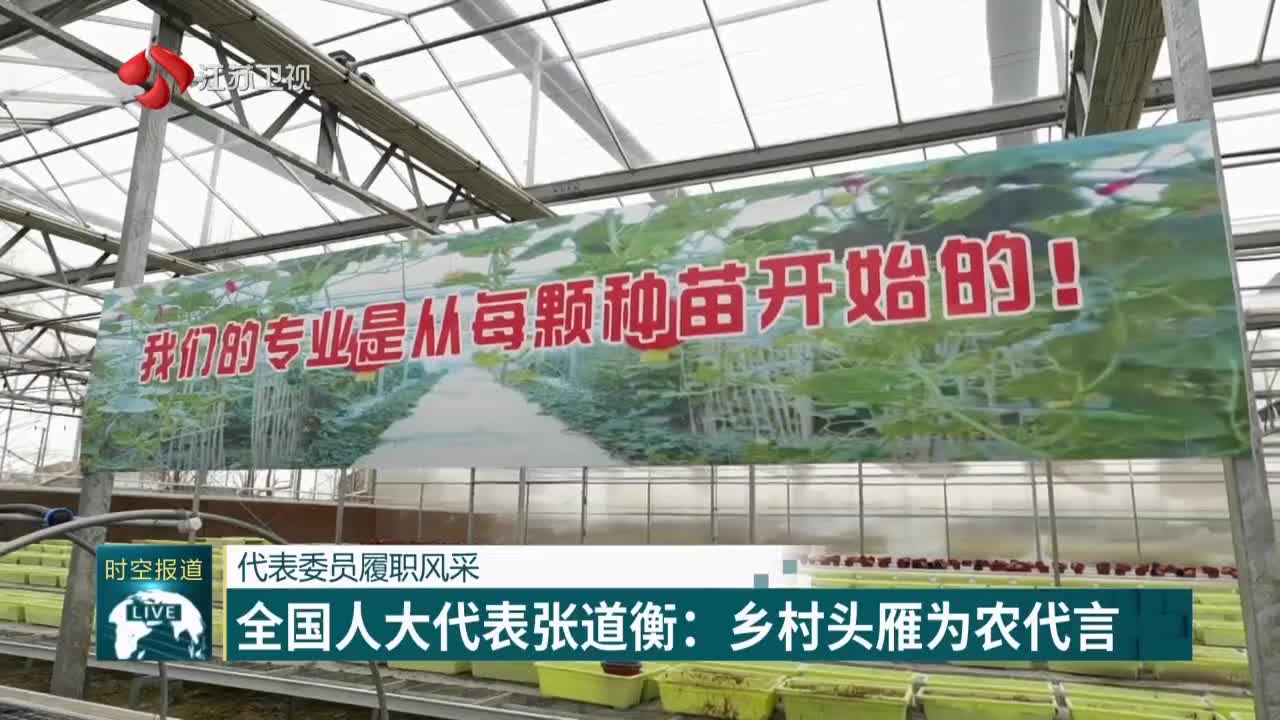 江苏卫视
我们的专业是从每颗种苗开始的！
时空报道
LIVE
代表委员履职风采
全国人大代表张道衡：乡村头雁为农代言